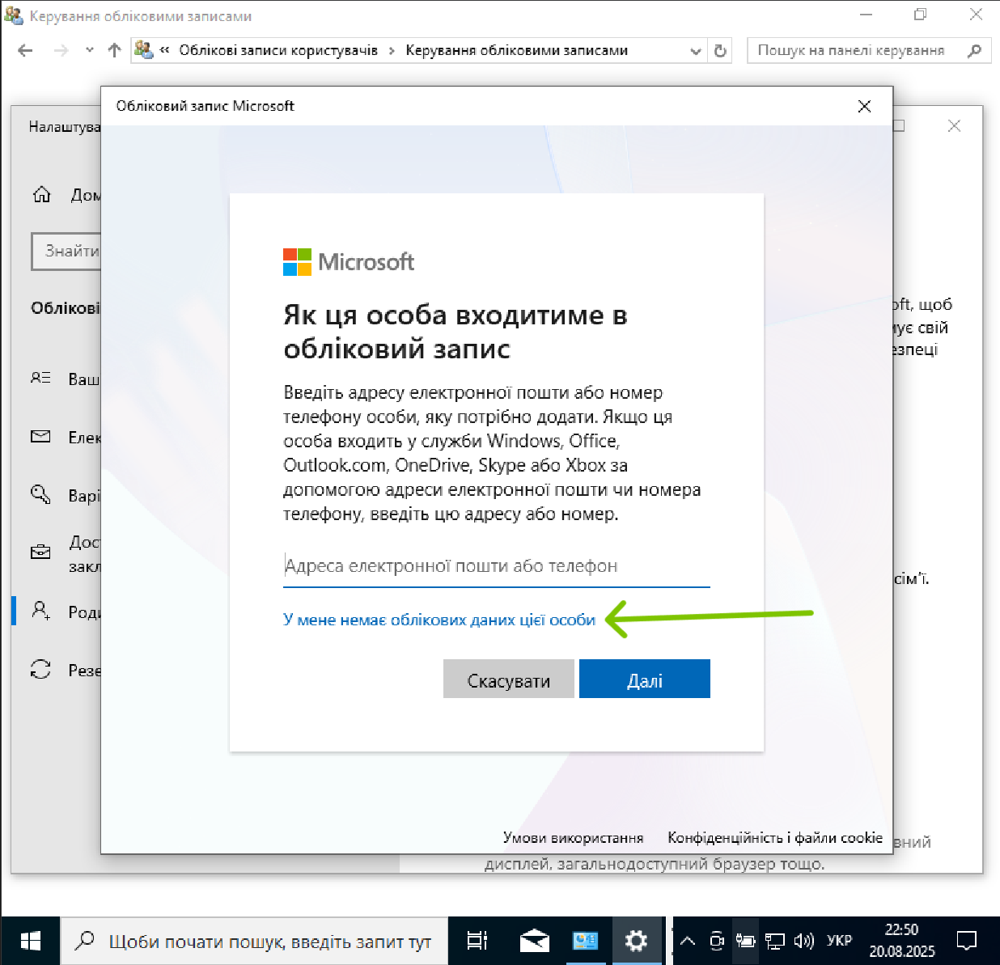 Керування обліковими записами
« Облікові записи користувачів › Керування обліковими записами
Пошук на панелі керування
Обліковий запис Microsoft
Налаштува
Дом
Знайти
Облікові
Ваш
Елек
Варі
Дос
закл
Роди
Резе
Microsoft
Як ця особа входитиме в
обліковий запис
Введіть адресу електронної пошти або номер
телефону особи, яку потрібно додати. Якщо ця
особа входить у служби Windows, Office,
Outlook.com, OneDrive, Skype або Xbox за
допомогою адреси електронної пошти чи номера
телефону, введіть цю адресу або номер.
Адреса електронної пошти або телефон
У мене немає облікових даних цієї особи
Скасувати
Далі
Умови використання
Конфіденційність і файли cookie
oft, щоб
ує свій
езпеці
сім'ї.
вний
дисплей, загальнодоступний браузер тощо.
Щоби почати пошук, введіть запит тут
УКР
22:50
20.08.2025